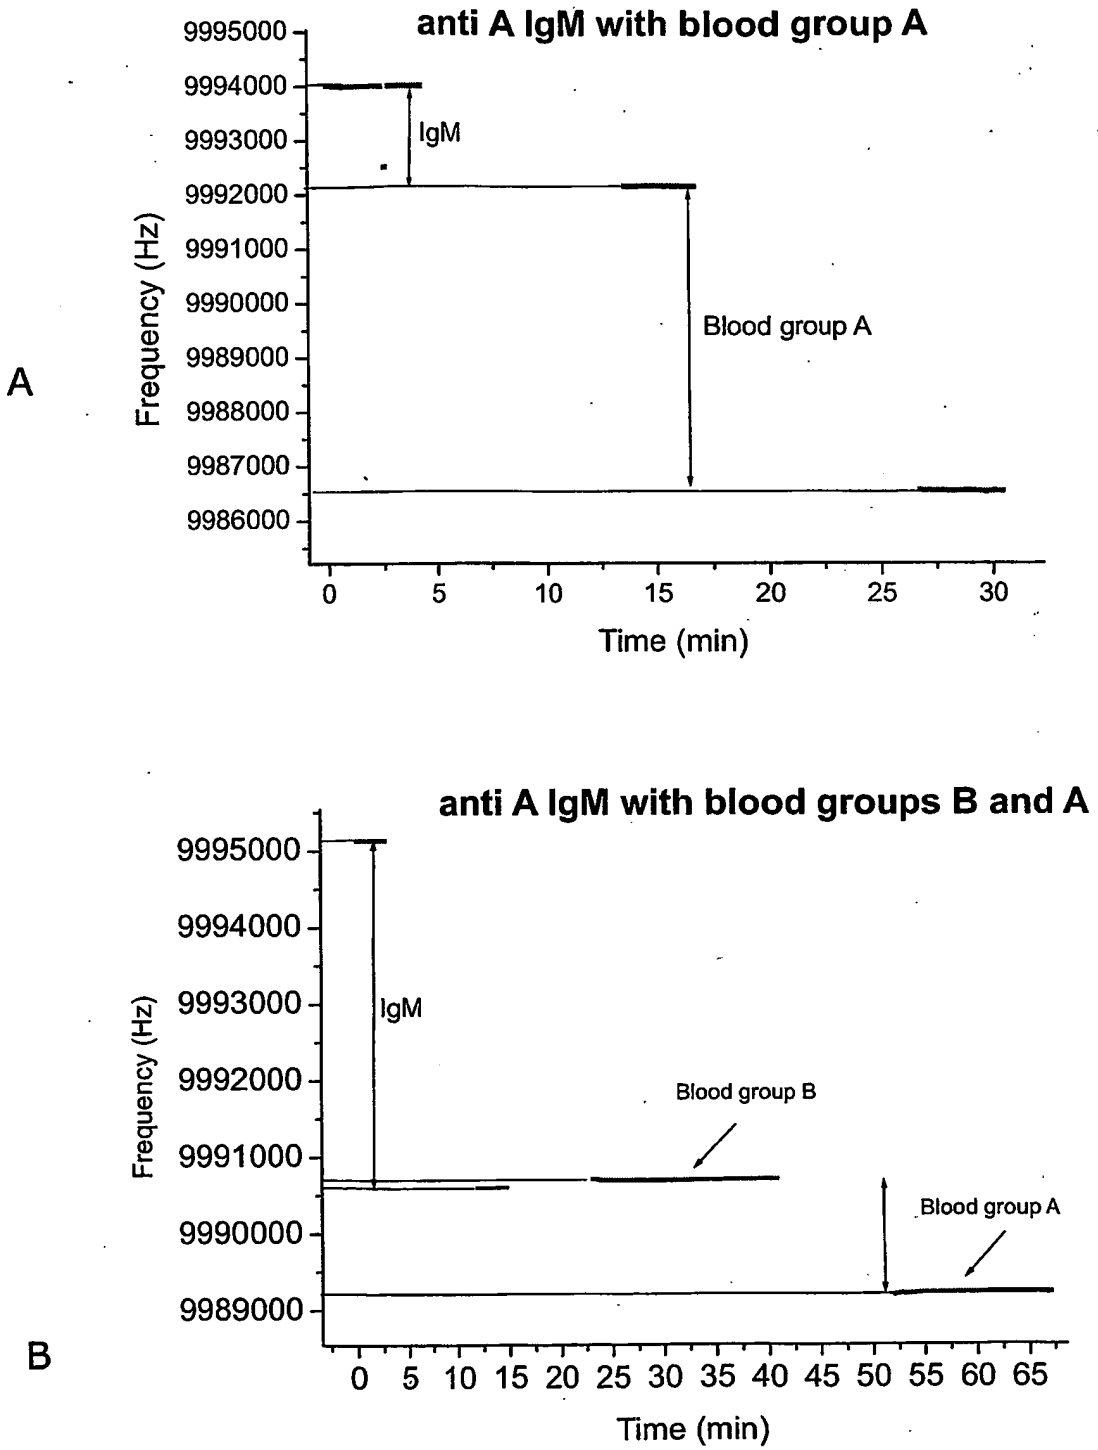 anti A IgM with blood group A
9995000
9994000
IgM
9993000
9992000
9991000
9990000
Blood group A
9989000
9988000
9987000
9986000
Frequency (Hz)
A
0 5 10 15 20 25 30
Time (min)
anti A IgM with blood groups B and A
9995000
9994000
9993000
IgM
9992000
Blood group B
9991000
9990000
Blood group A
9989000
Frequency (Hz)
B
0 5 10 15 20 25 30 35 40 45 50 55 60 65
Time (min)